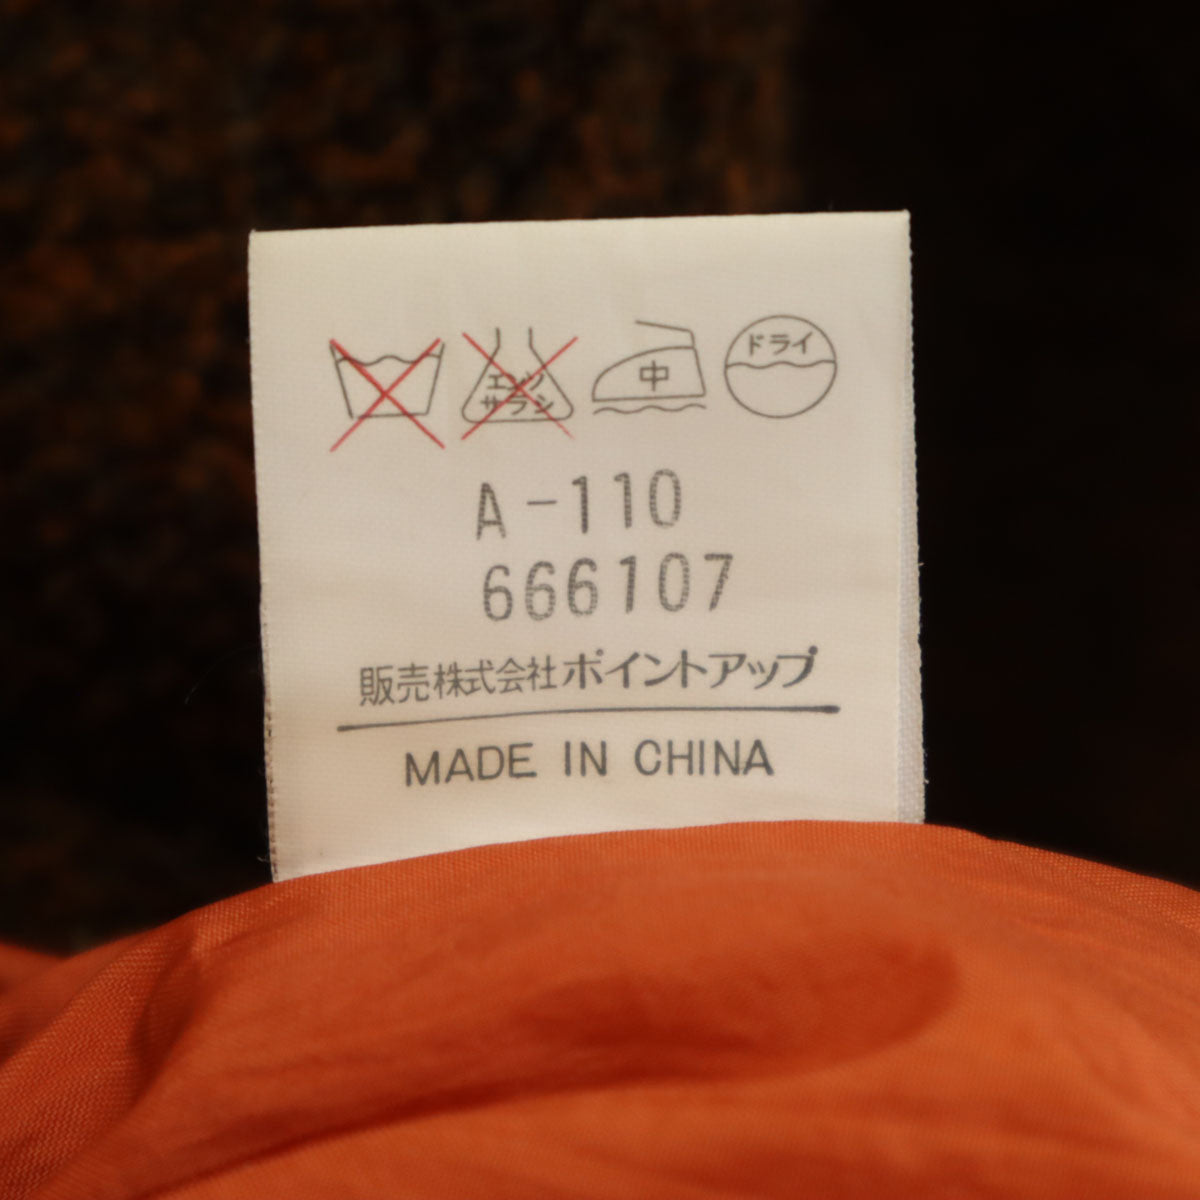 エンソ サラシ 中 ドライ
A-110
666107
販売株式会社ポイントアップ
MADE IN CHINA